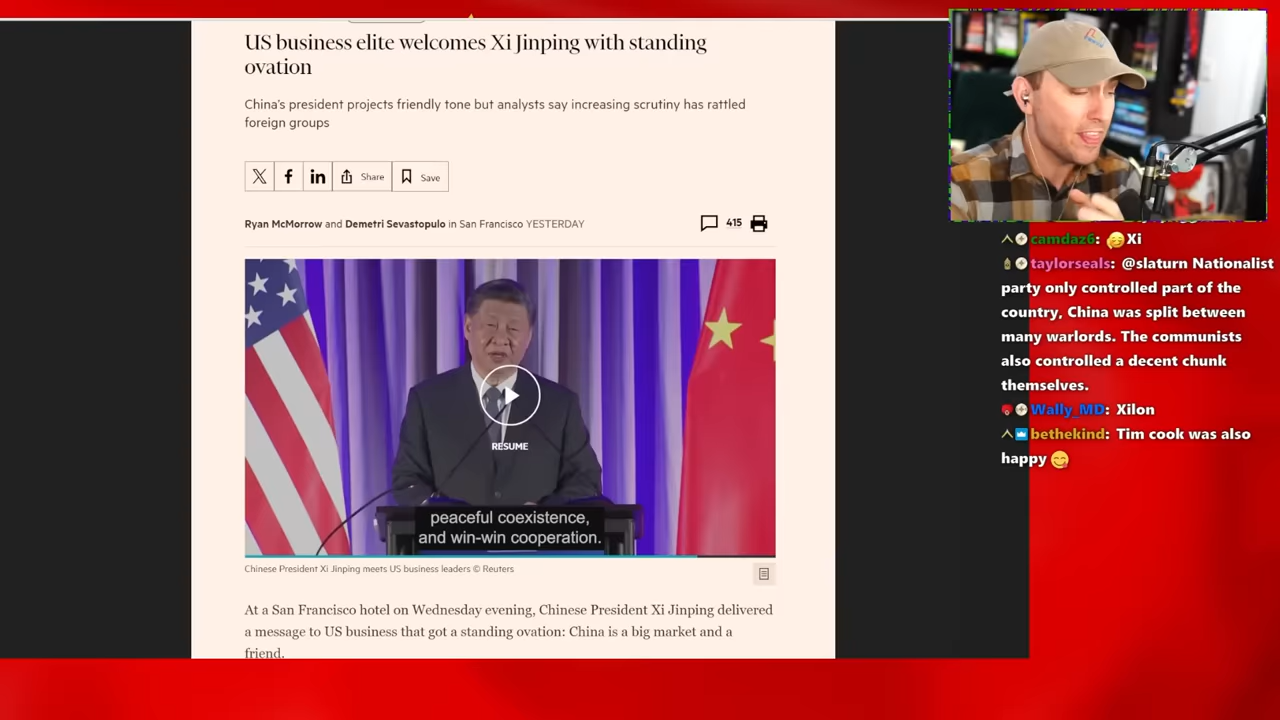 US business elite welcomes Xi Jinping with standing
ovation
China's president projects friendly tone but analysts say increasing scrutiny has rattled
foreign groups
Share
Save
Ryan McMorrow and Demetri Sevastopulo in San Francisco YESTERDAY
415
RESUME
peaceful coexistence,
and win-win cooperation.
Chinese President Xi Jinping meets US business leaders © Reuters
At a San Francisco hotel on Wednesday evening, Chinese President Xi Jinping delivered
a message to US business that got a standing ovation: China is a big market and a
friend.
camdaz6: 🥰Xi
taylorseals: @slaturn Nationalist
party only controlled part of the
country, China was split between
many warlords. The communists
also controlled a decent chunk
themselves.
Wally_MD: Xilon
bethekind: Tim cook was also
happy 😋